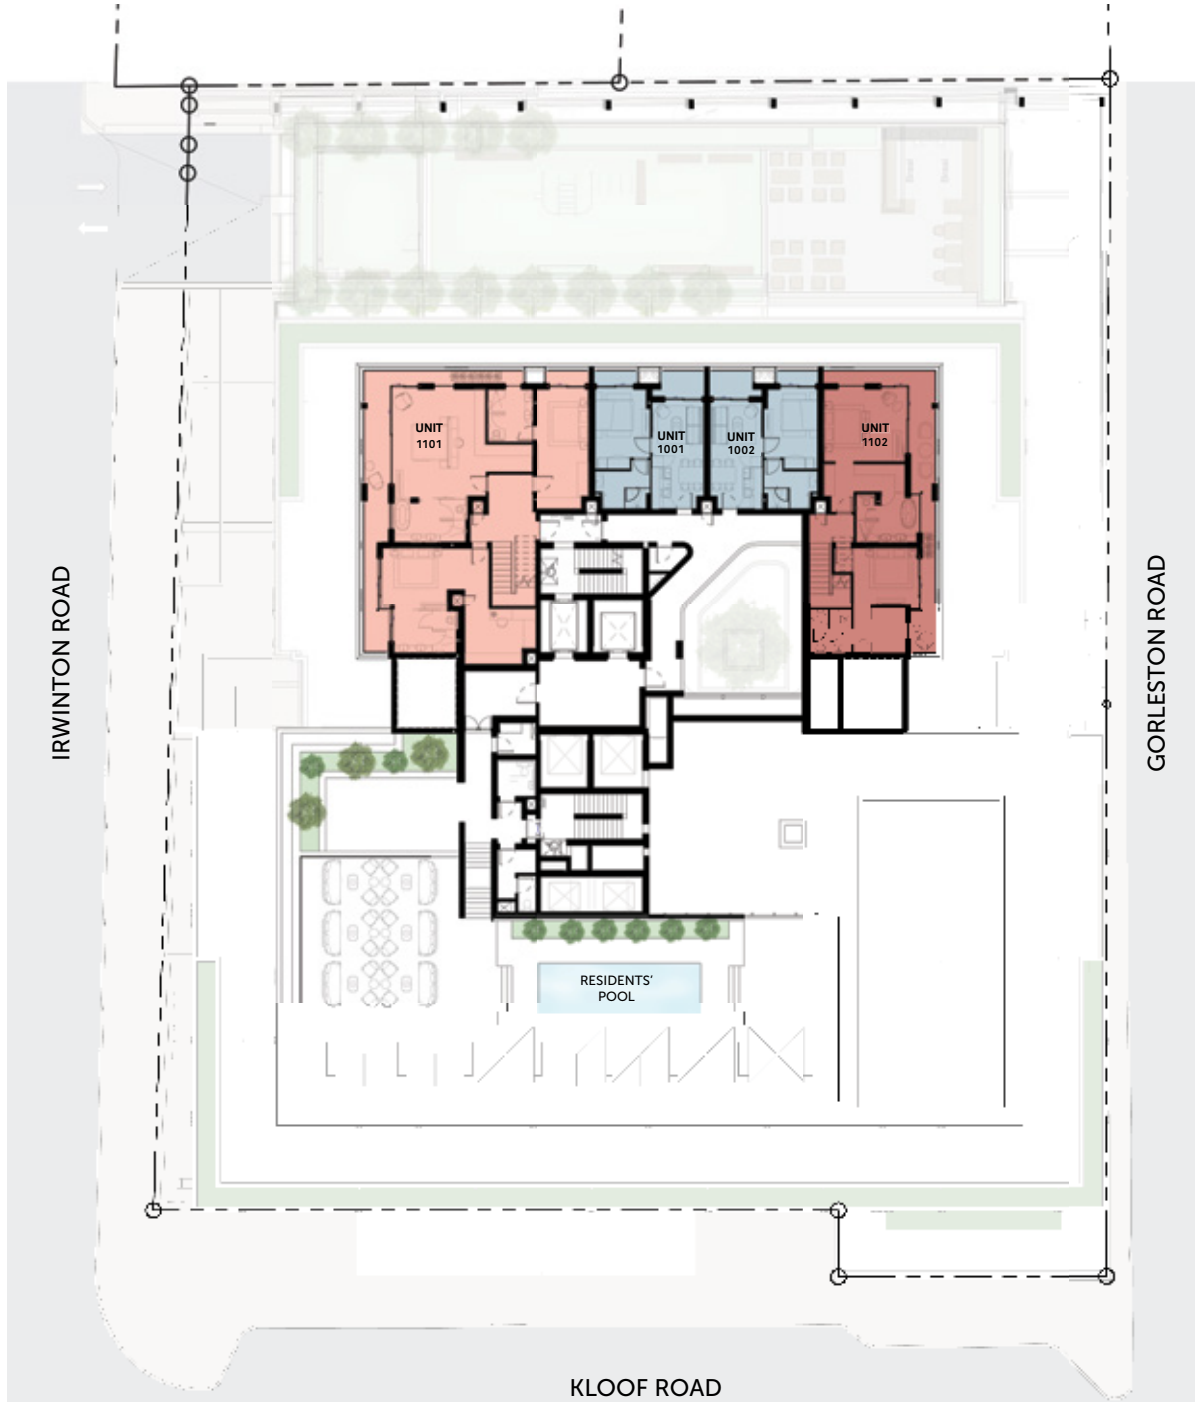 UNIT
1101
UNIT
1001
UNIT
1002
UNIT
1102
IRWINTON ROAD
GORLESTON ROAD
RESIDENTS'
POOL
KLOOF ROAD